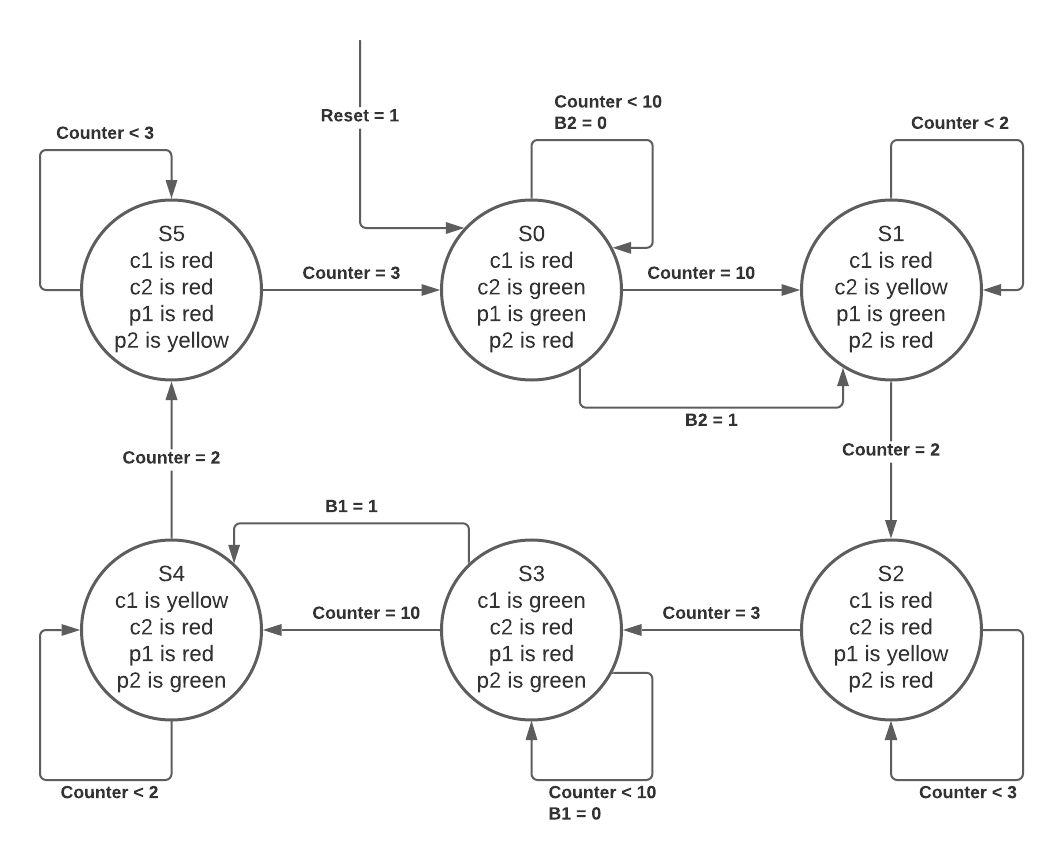 Counter < 10
B2 = 0
Reset = 1
Counter < 3
Counter < 2
S5
c1 is red
c2 is red
p1 is red
p2 is yellow
Counter = 3
S0
c1 is red
c2 is green
p1 is green
p2 is red
Counter = 10
S1
c1 is red
c2 is yellow
p1 is green
p2 is red
B2 = 1
Counter = 2
Counter = 2
B1 = 1
S4
c1 is yellow
c2 is red
p1 is red
p2 is green
Counter = 10
S3
c1 is green
c2 is red
p1 is red
p2 is green
Counter = 3
S2
c1 is red
c2 is red
p1 is yellow
p2 is red
Counter < 2
Counter < 10
B1 = 0
Counter < 3